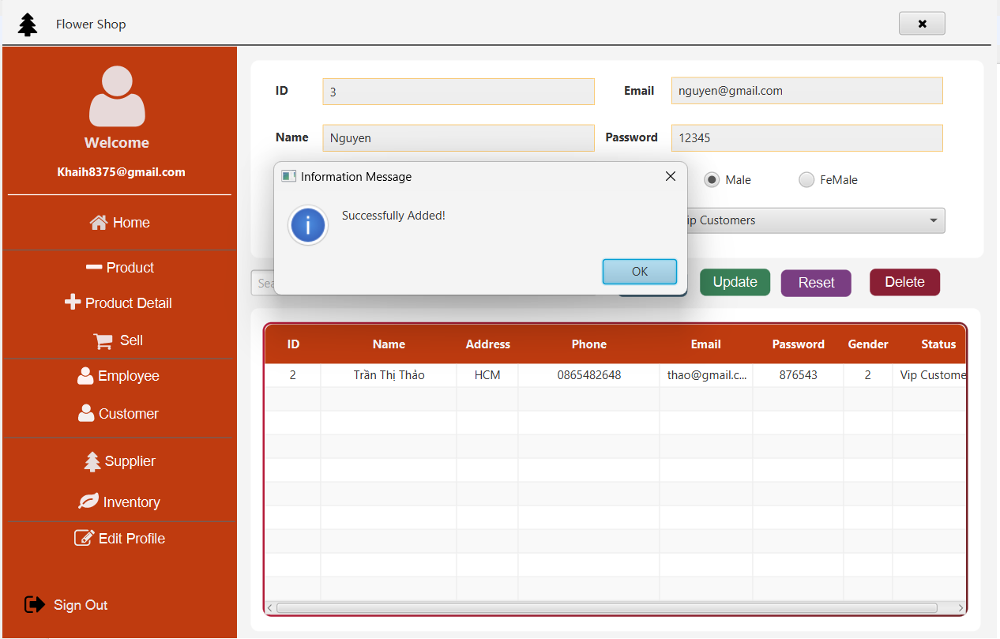 Flower Shop
Welcome
Khaih8375@gmail.com
Home
Product
Product Detail
Sell
Employee
Customer
Supplier
Inventory
Edit Profile
Sign Out
ID 3 Email nguyen@gmail.com
Name Nguyen Password 12345
Male FeMale
ip Customers
Information Message
Successfully Added!
OK
Sea
Update Reset Delete
ID Name Address Phone Email Password Gender Status
2 Trần Thị Thảo HCM 0865482648 thao@gmail.c... 876543 2 Vip Custome